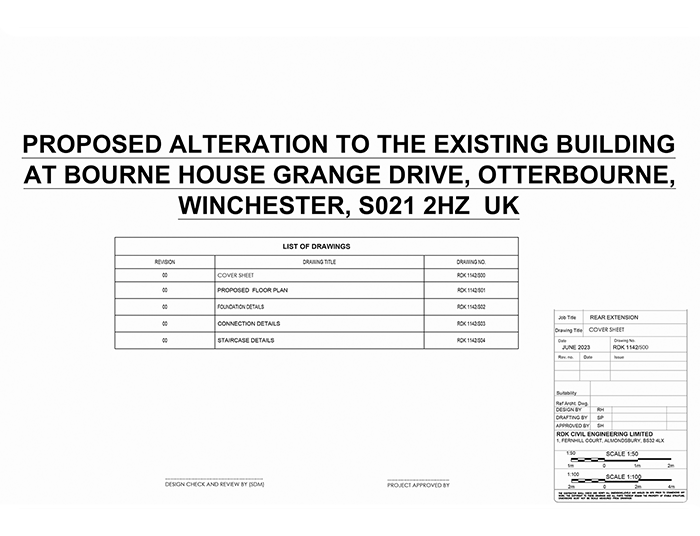 PROPOSED ALTERATION TO THE EXISTING BUILDING
AT BOURNE HOUSE GRANGE DRIVE, OTTERBOURNE,
WINCHESTER, S021 2HZ UK
LIST OF DRAWINGS
REVISION DRAWING TITLE DRAWING NO.
00 COVER SHEET RDK 1142/S00
00 PROPOSED FLOOR PLAN RDK 1142/S01
00 FOUNDATION DETAILS RDK 1142/S02
00 CONNECTION DETAILS RDK 1142/S03
00 STAIRCASE DETAILS RDK 1142/S04
Job Title REAR EXTENSION
Drawing Title COVER SHEET
Date Drawing No.
JUNE 2023 RDK 1142/S00
Rev. no. Date Issue
Suitability
Ref Archt. Dwg.
DESIGN BY RH
DRAFTING BY SP
APPROVED BY SH
RDK CIVIL ENGINEERING LIMITED
1, FERNHILL COURT, ALMONDSBURY, BS32 4LX
1:50 SCALE 1:50
1m 0 1m 2m
1:100 SCALE 1:100
2m 0 2m 4m
DESIGN CHECK AND REVIEW BY (SDM)
PROJECT APPROVED BY